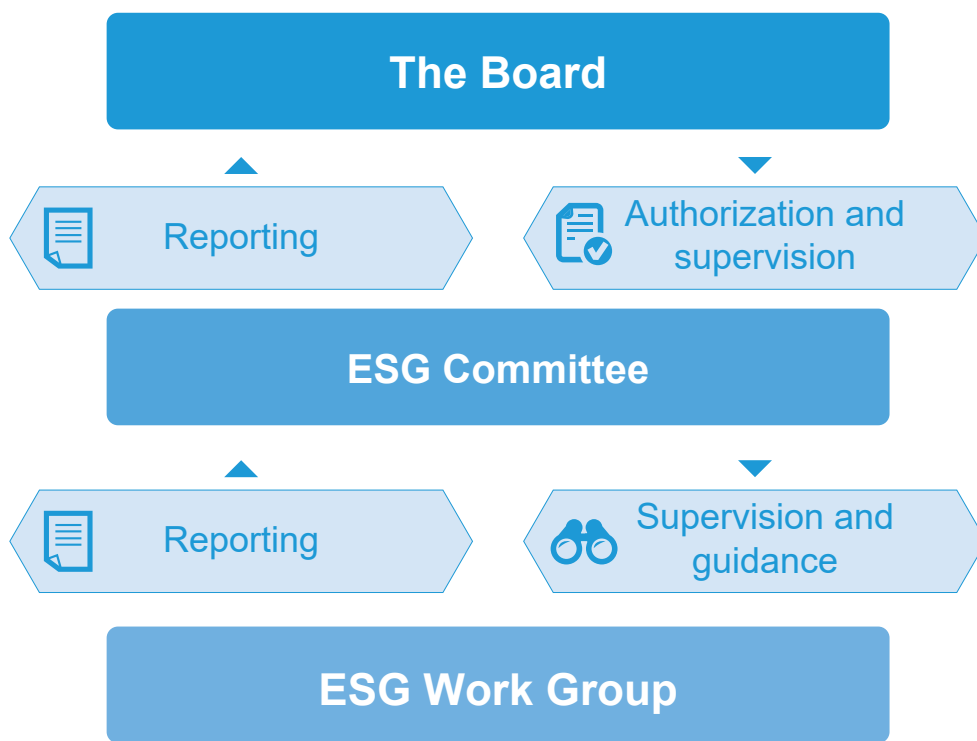 The Board
Reporting
Authorization and
supervision
ESG Committee
Reporting
Supervision and
guidance
ESG Work Group